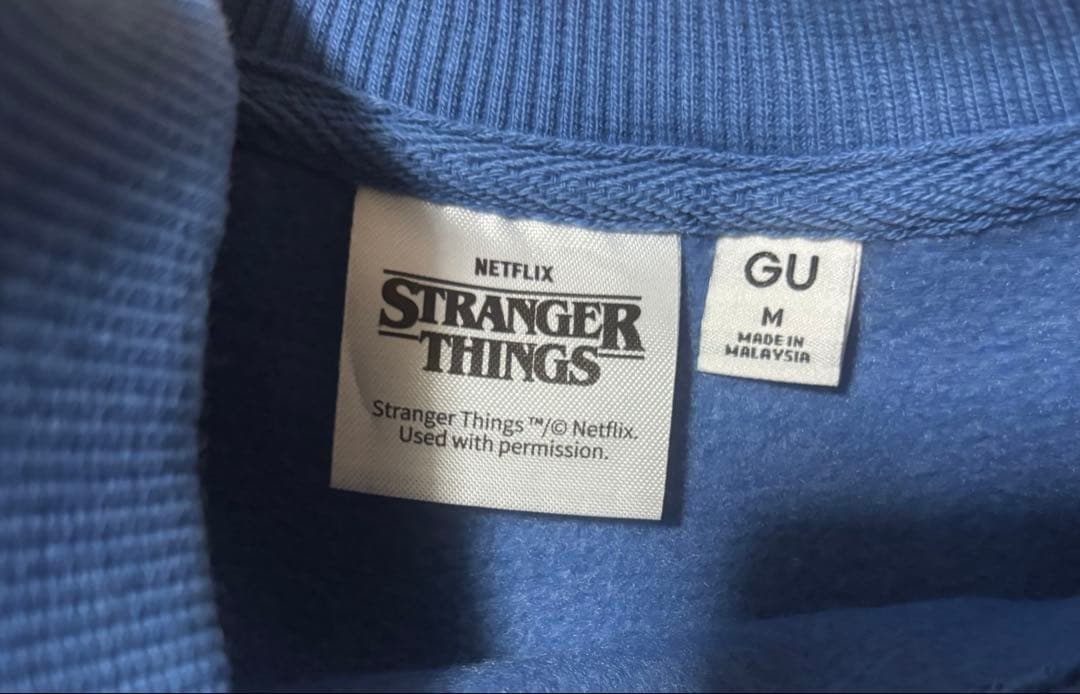 NETFLIX
STRANGER
THINGS
Stranger Things ™/© Netflix.
Used with permission.
GU
M
MADE IN
MALAYSIA